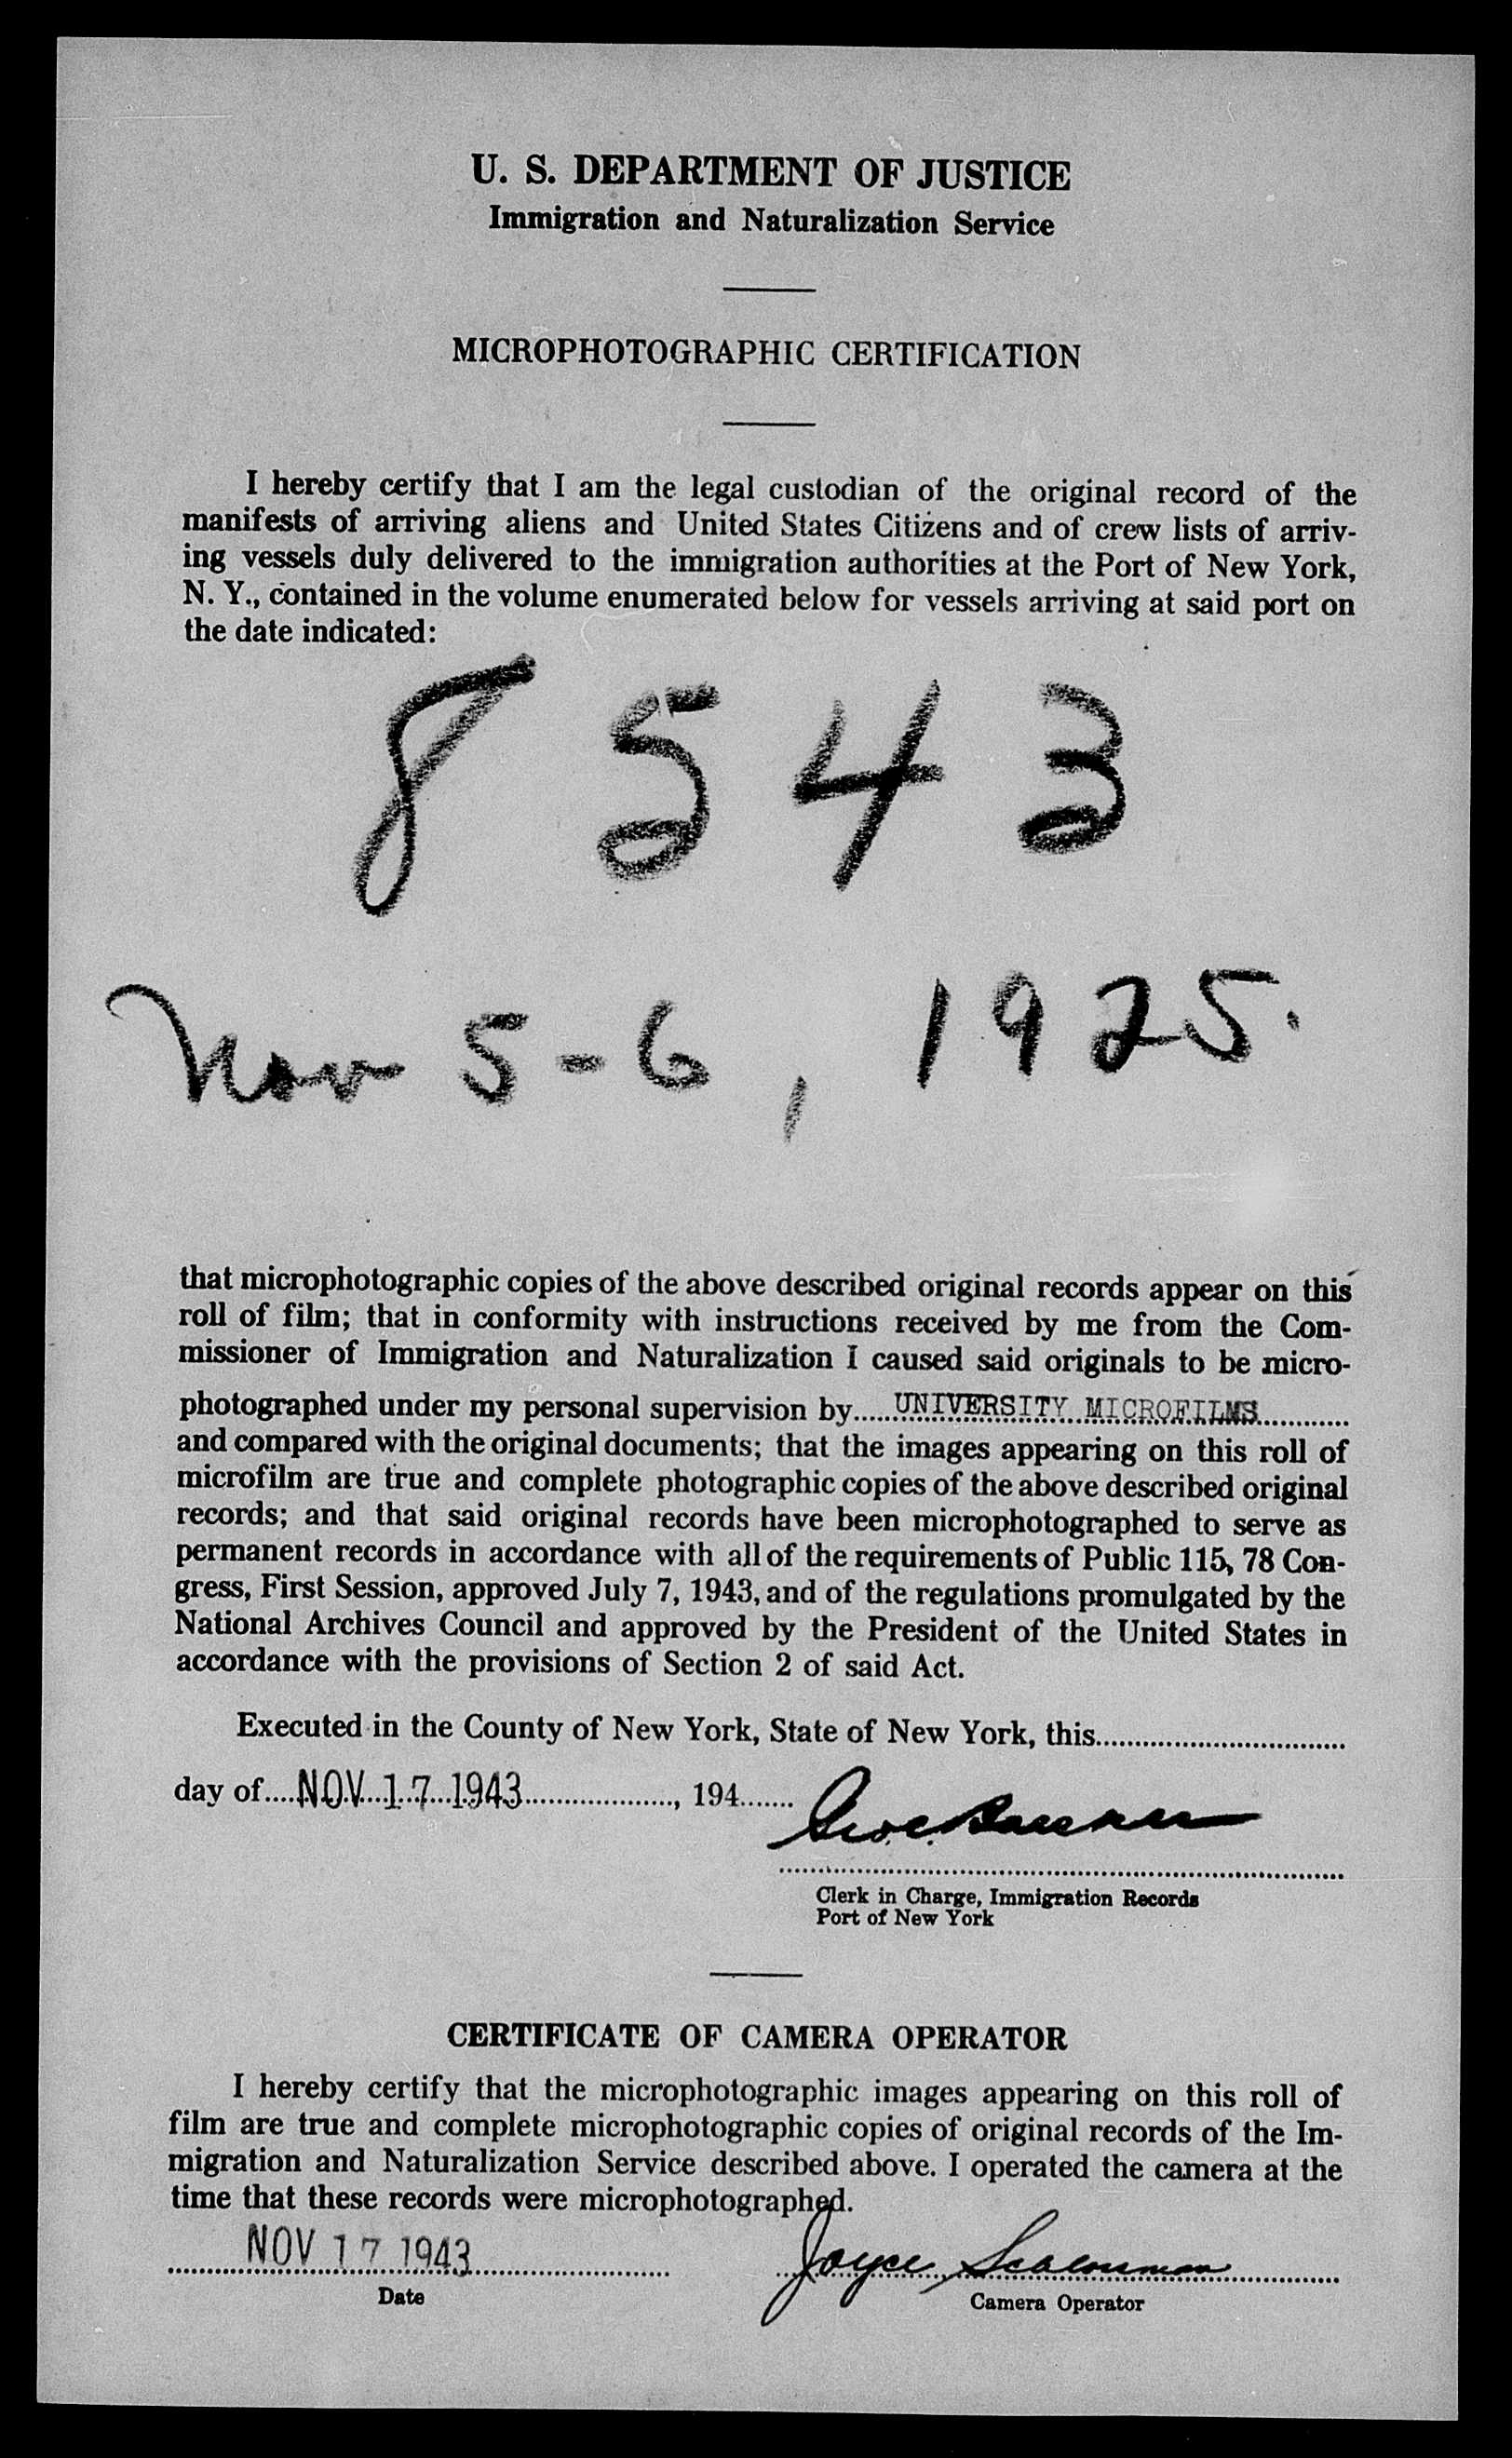 U. S. DEPARTMENT OF JUSTICE
Immigration and Naturalization Service
MICROPHOTOGRAPHIC CERTIFICATION
I hereby certify that I am the legal custodian of the original record of the
manifests of arriving aliens and United States Citizens and of crew lists of arriv-
ing vessels duly delivered to the immigration authorities at the Port of New York,
N. Y., contained in the volume enumerated below for vessels arriving at said port on
the date indicated:
8543
Nov 5-6, 1925.
that microphotographic copies of the above described original records appear on this
roll of film; that in conformity with instructions received by me from the Com-
missioner of Immigration and Naturalization I caused said originals to be micro-
photographed under my personal supervision by.....UNIVERSITY MICROFILMS............
and compared with the original documents; that the images appearing on this roll of
microfilm are true and complete photographic copies of the above described original
records; and that said original records have been microphotographed to serve as
permanent records in accordance with all of the requirements of Public 115, 78 Con-
gress, First Session, approved July 7, 1943, and of the regulations promulgated by the
National Archives Council and approved by the President of the United States in
accordance with the provisions of Section 2 of said Act.
Executed in the County of New York, State of New York, this................................
day of....NOV 17 1943...................., 194.......
Clerk in Charge, Immigration Records
Port of New York
CERTIFICATE OF CAMERA OPERATOR
I hereby certify that the microphotographic images appearing on this roll of
film are true and complete microphotographic copies of original records of the Im-
migration and Naturalization Service described above. I operated the camera at the
time that these records were microphotographed.
NOV 17 1943 Joyce
Date Camera Operator